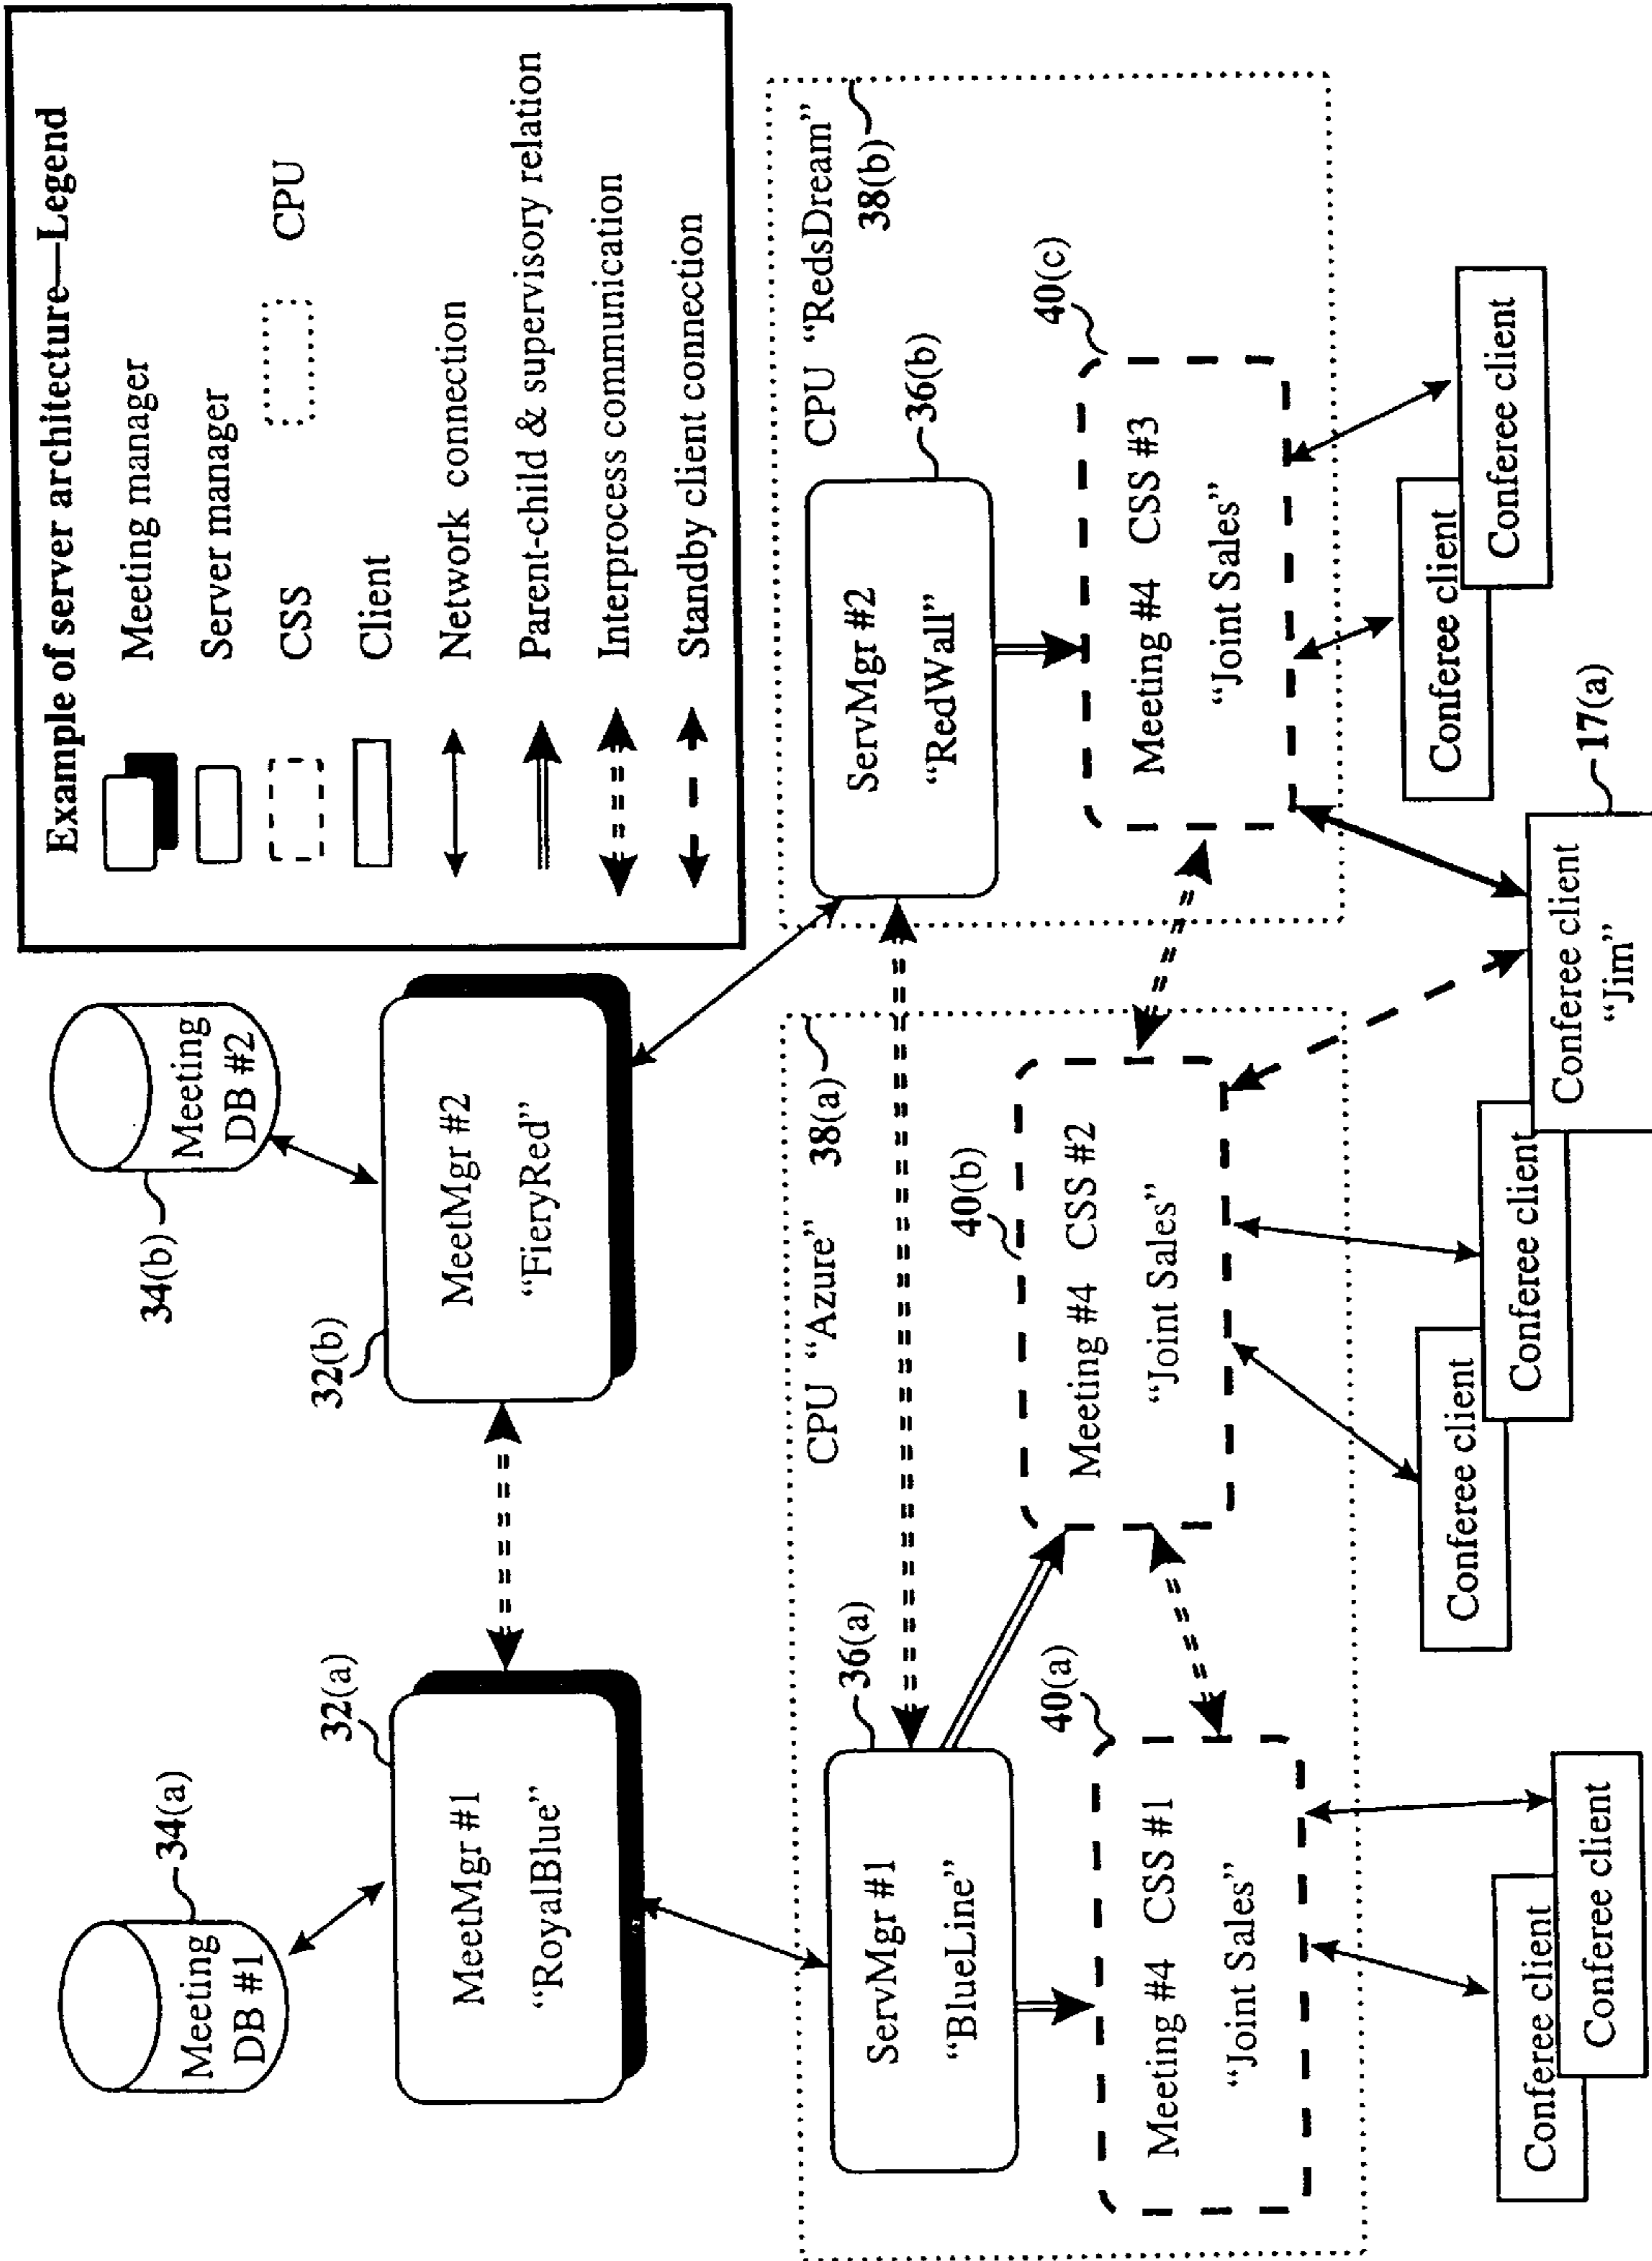 Example of server architecture—Legend
Meeting manager
Server manager
CSS
CPU
Client
Network connection
Parent-child & supervisory relation
Interprocess communication
Standby client connection
34(a)
Meeting
DB #1
34(b)
Meeting
DB #2
32(a)
MeetMgr #1
“RoyalBlue”
32(b)
MeetMgr #2
“FieryRed”
CPU “Azure”
38(a)
CPU “RedsDream”
38(b)
36(a)
ServMgr #1
“BlueLine”
36(b)
ServMgr #2
“RedWall”
40(a)
Meeting #4 CSS #1
“Joint Sales”
40(b)
Meeting #4 CSS #2
“Joint Sales”
40(c)
Meeting #4 CSS #3
“Joint Sales”
Conferee client
Conferee client
Conferee client
Conferee client
Conferee client
“Jim”
17(a)
Conferee client
Conferee client